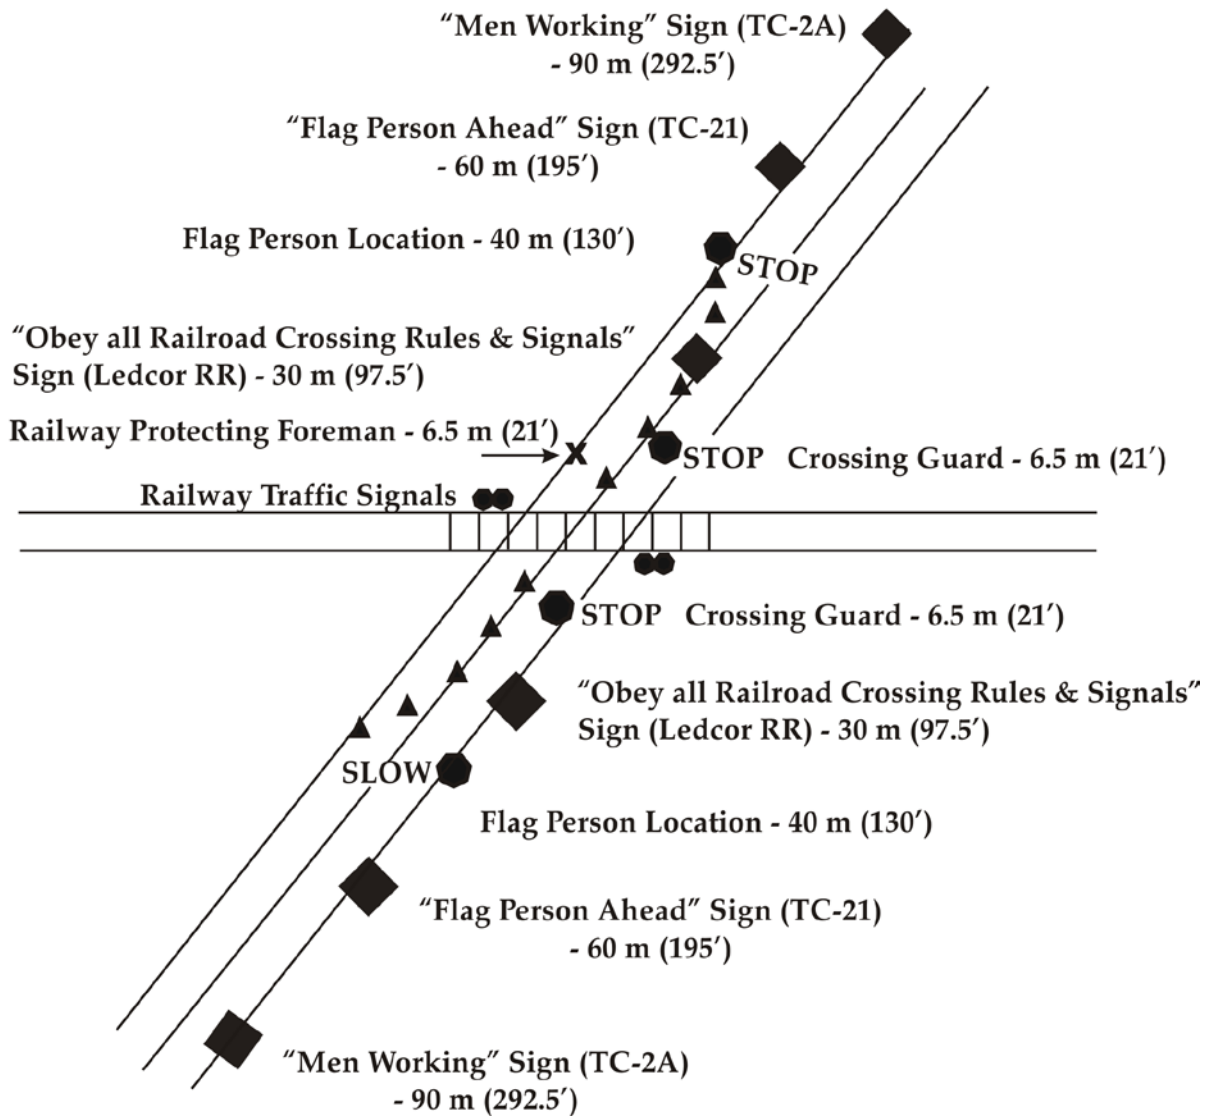 “Men Working” Sign (TC-2A)
- 90 m (292.5′)
“Flag Person Ahead” Sign (TC-21)
- 60 m (195′)
Flag Person Location - 40 m (130′)
STOP
“Obey all Railroad Crossing Rules & Signals”
Sign (Ledcor RR) - 30 m (97.5′)
Railway Protecting Foreman - 6.5 m (21′)
X
STOP Crossing Guard - 6.5 m (21′)
Railway Traffic Signals
STOP Crossing Guard - 6.5 m (21′)
“Obey all Railroad Crossing Rules & Signals”
Sign (Ledcor RR) - 30 m (97.5′)
SLOW
Flag Person Location - 40 m (130′)
“Flag Person Ahead” Sign (TC-21)
- 60 m (195′)
“Men Working” Sign (TC-2A)
- 90 m (292.5′)